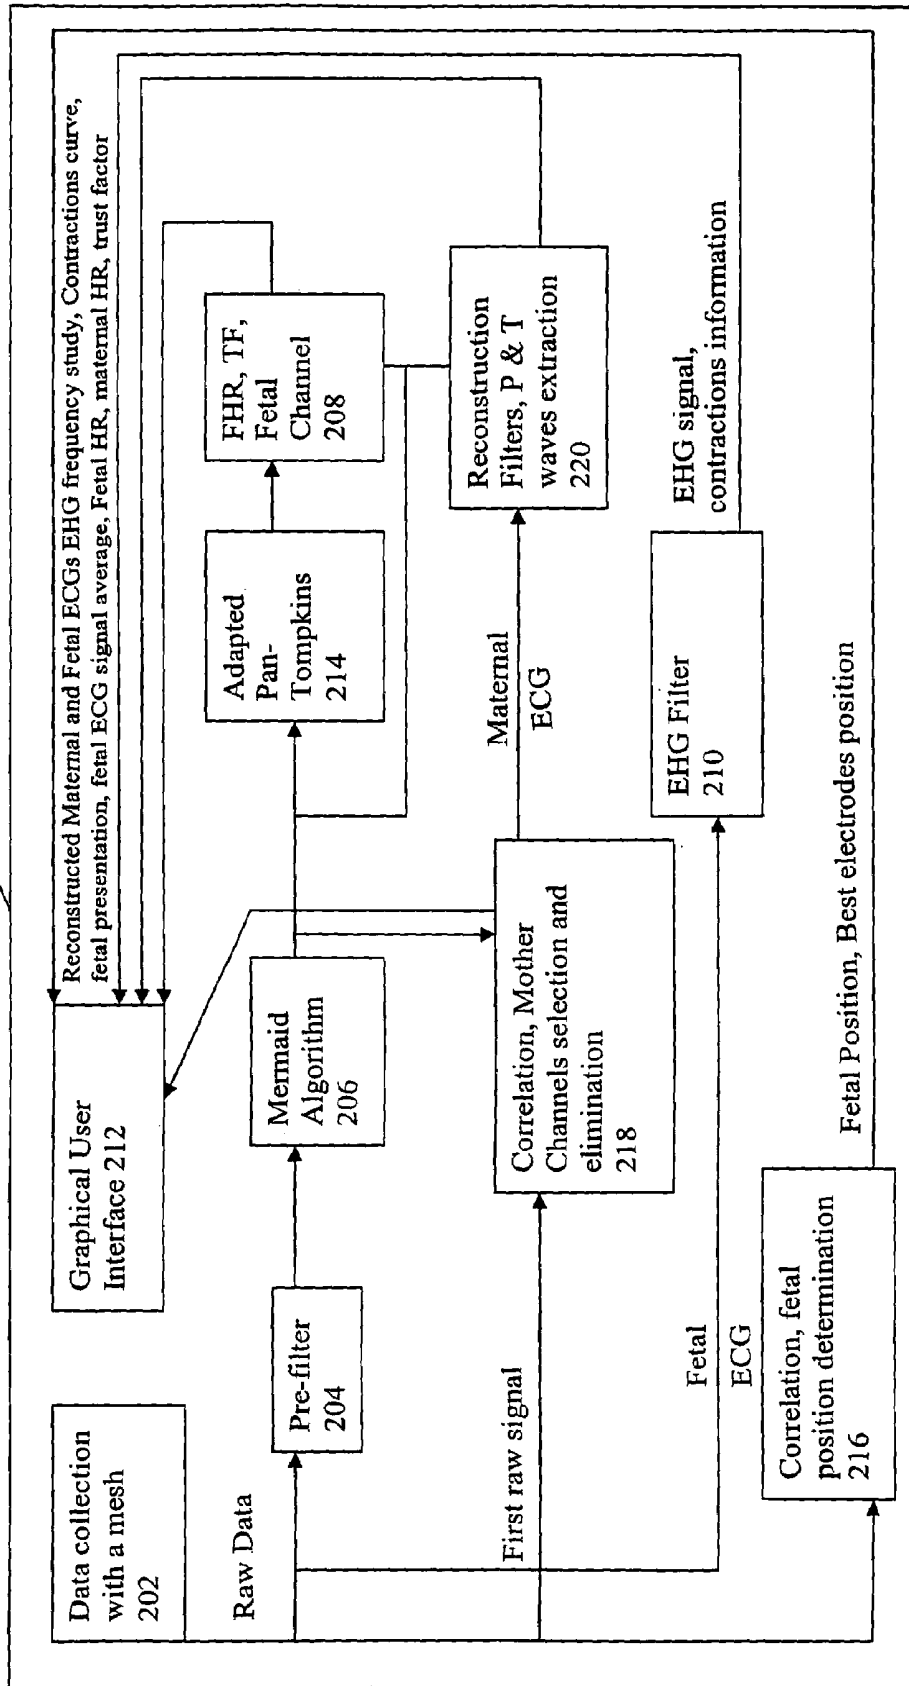 Data collection
with a mesh
202
Graphical User
Interface 212
Reconstructed Maternal and Fetal ECGs EHG frequency study, Contractions curve,
fetal presentation, fetal ECG signal average, Fetal HR, maternal HR, trust factor
Raw Data
Pre-filter
204
Mermaid
Algorithm
206
Adapted
Pan-
Tompkins
214
FHR, TF,
Fetal
Channel
208
First raw signal
Correlation, Mother
Channels selection and
elimination
218
Maternal
ECG
Reconstruction
Filters, P & T
waves extraction
220
Fetal
ECG
EHG Filter
210
EHG signal,
contractions information
Correlation, fetal
position determination
216
Fetal Position, Best electrodes position